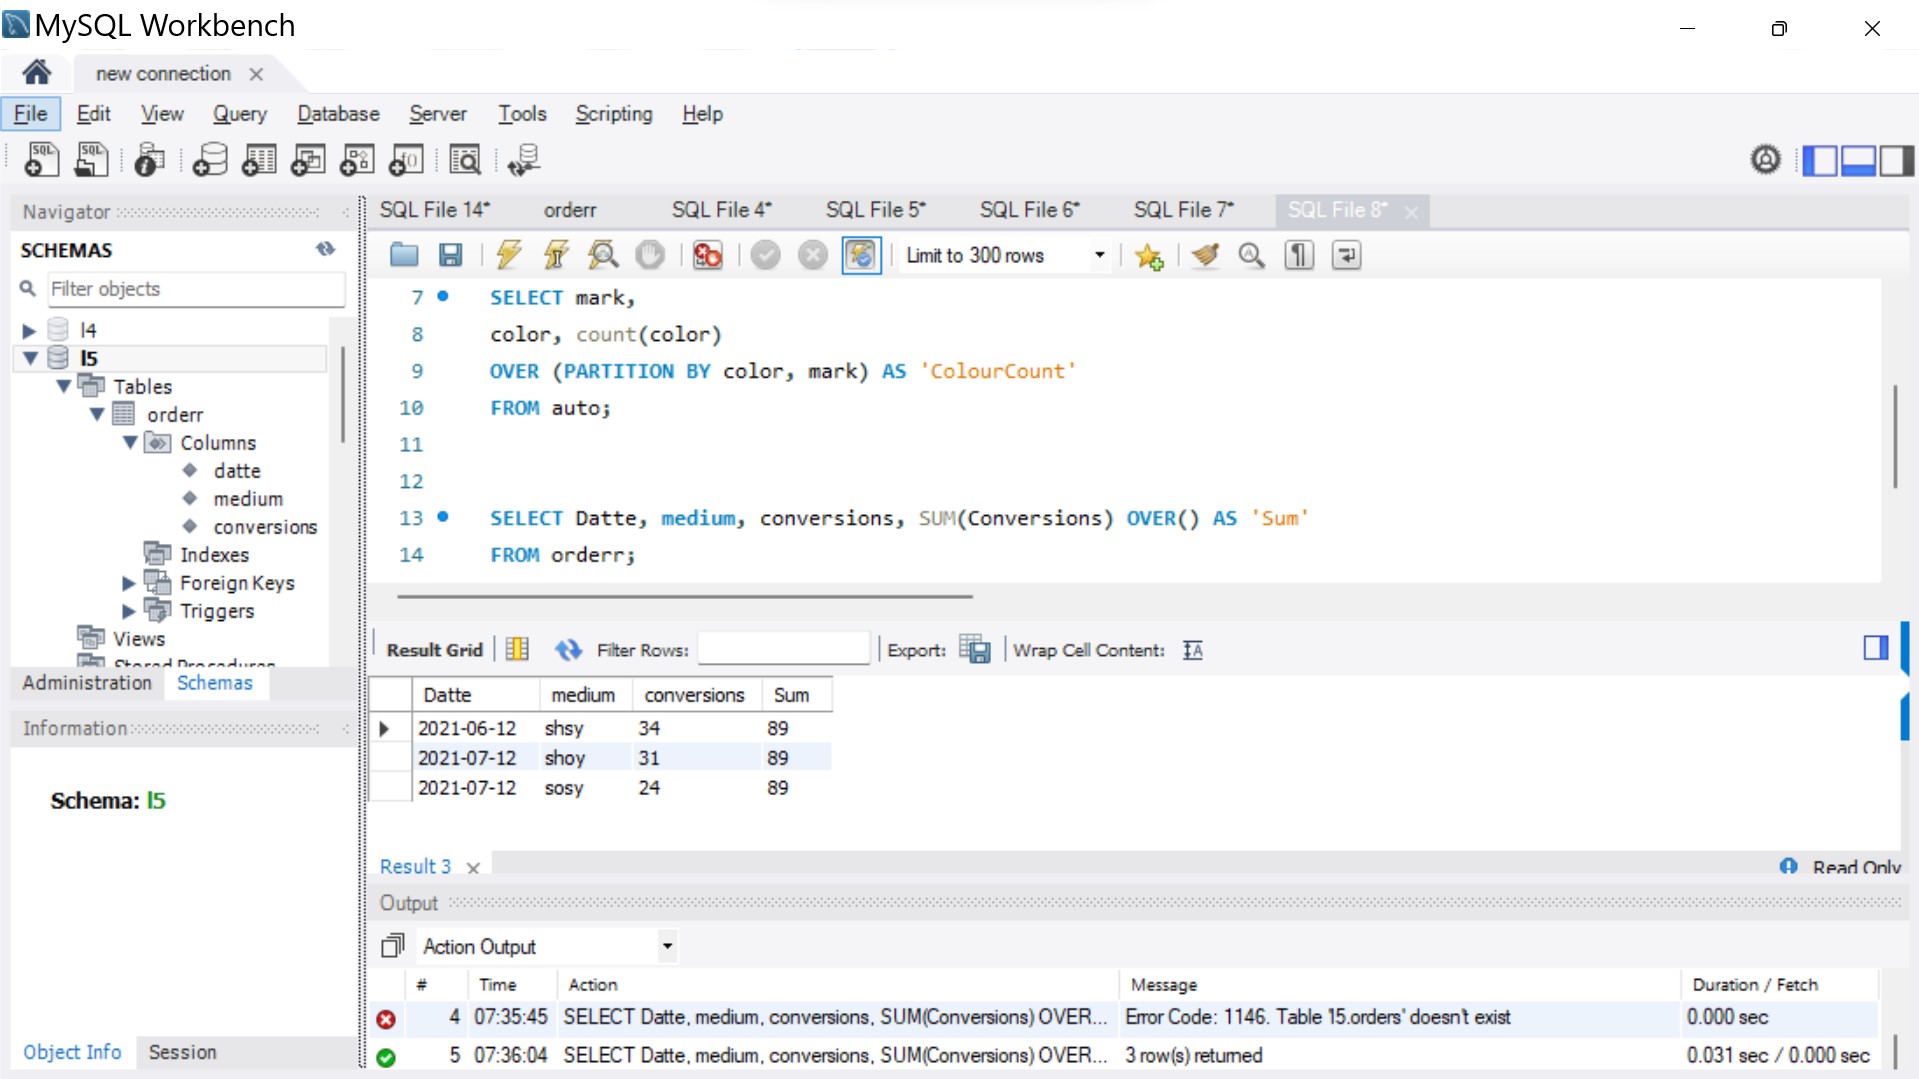 MySQL Workbench
new connection
File Edit View Query Database Server Tools Scripting Help
Navigator
SCHEMAS
Filter objects
l4
l5
Tables
orderr
Columns
datte
medium
conversions
Indexes
Foreign Keys
Triggers
Views
Stored Procedures
Administration Schemas
Information
Schema: l5
Object Info Session
SQL File 14* orderr SQL File 4* SQL File 5* SQL File 6* SQL File 7* SQL File 8*
Limit to 300 rows
7 SELECT mark,
8 color, count(color)
9 OVER (PARTITION BY color, mark) AS 'ColourCount'
10 FROM auto;
11
12
13 SELECT Datte, medium, conversions, SUM(Conversions) OVER() AS 'Sum'
14 FROM orderr;
Result Grid Filter Rows: Export: Wrap Cell Content:
Datte medium conversions Sum
2021-06-12 shsy 34 89
2021-07-12 shoy 31 89
2021-07-12 sosy 24 89
Result 3 Read Only
Output
Action Output
# Time Action Message Duration / Fetch
4 07:35:45 SELECT Datte, medium, conversions, SUM(Conversions) OVER... Error Code: 1146. Table 'l5.orders' doesn't exist 0.000 sec
5 07:36:04 SELECT Datte, medium, conversions, SUM(Conversions) OVER... 3 row(s) returned 0.031 sec / 0.000 sec